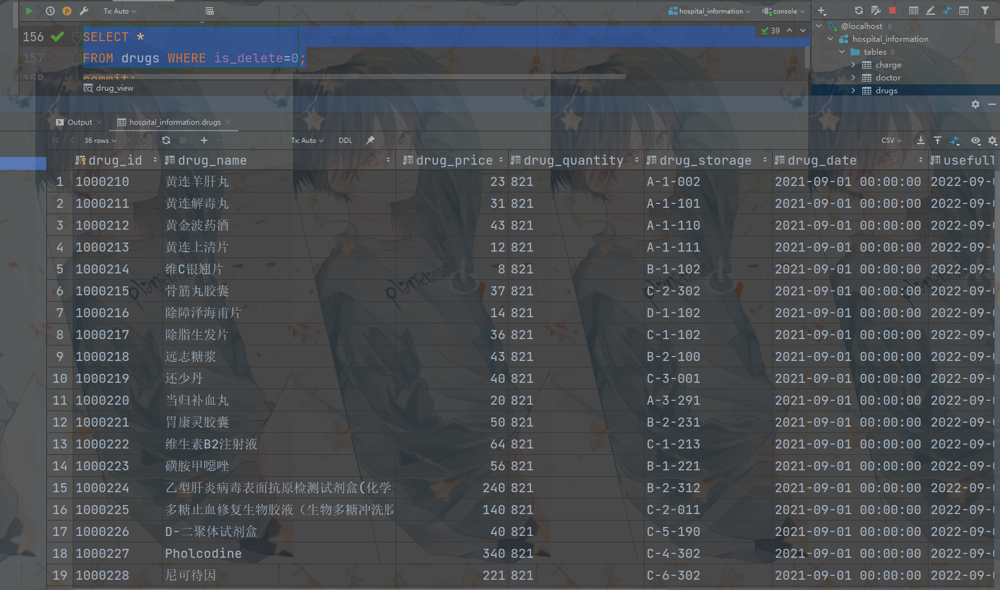 Tx: Auto
hospital_information
console
156 SELECT *
157 FROM drugs WHERE is_delete=0;
158 commit;
39
drug_view
@localhost 6
hospital_information
tables 8
charge
doctor
drugs
Output
hospital_information.drugs
36 rows
Tx: Auto
DDL
CSV
drug_id drug_name drug_price drug_quantity drug_storage drug_date usefull
1 1000210 黄连羊肝丸 23 821 A-1-002 2021-09-01 00:00:00 2022-09-
2 1000211 黄连解毒丸 31 821 A-1-101 2021-09-01 00:00:00 2022-09-
3 1000212 黄金波药酒 43 821 A-1-110 2021-09-01 00:00:00 2022-09-
4 1000213 黄连上清片 12 821 A-1-111 2021-09-01 00:00:00 2022-09-
5 1000214 维C银翘片 8 821 B-1-102 2021-09-01 00:00:00 2022-09-
6 1000215 骨筋丸胶囊 37 821 C-2-302 2021-09-01 00:00:00 2022-09-
7 1000216 除障泽海甫片 14 821 D-1-102 2021-09-01 00:00:00 2022-09-
8 1000217 除脂生发片 36 821 C-1-102 2021-09-01 00:00:00 2022-09-
9 1000218 远志糖浆 43 821 B-2-100 2021-09-01 00:00:00 2022-09-
10 1000219 还少丹 40 821 C-3-001 2021-09-01 00:00:00 2022-09-
11 1000220 当归补血丸 20 821 A-3-291 2021-09-01 00:00:00 2022-09-
12 1000221 胃康灵胶囊 50 821 B-2-231 2021-09-01 00:00:00 2022-09-
13 1000222 维生素B2注射液 64 821 C-1-213 2021-09-01 00:00:00 2022-09-
14 1000223 磺胺甲噁唑 56 821 B-1-221 2021-09-01 00:00:00 2022-09-
15 1000224 乙型肝炎病毒表面抗原检测试剂盒(化学 240 821 B-2-312 2021-09-01 00:00:00 2022-09-
16 1000225 多糖止血修复生物胶液（生物多糖冲洗胶 140 821 C-2-011 2021-09-01 00:00:00 2022-09-
17 1000226 D-二聚体试剂盒 40 821 C-5-190 2021-09-01 00:00:00 2022-09-
18 1000227 Pholcodine 340 821 C-4-302 2021-09-01 00:00:00 2022-09-
19 1000228 尼可待因 221 821 C-6-302 2021-09-01 00:00:00 2022-09-